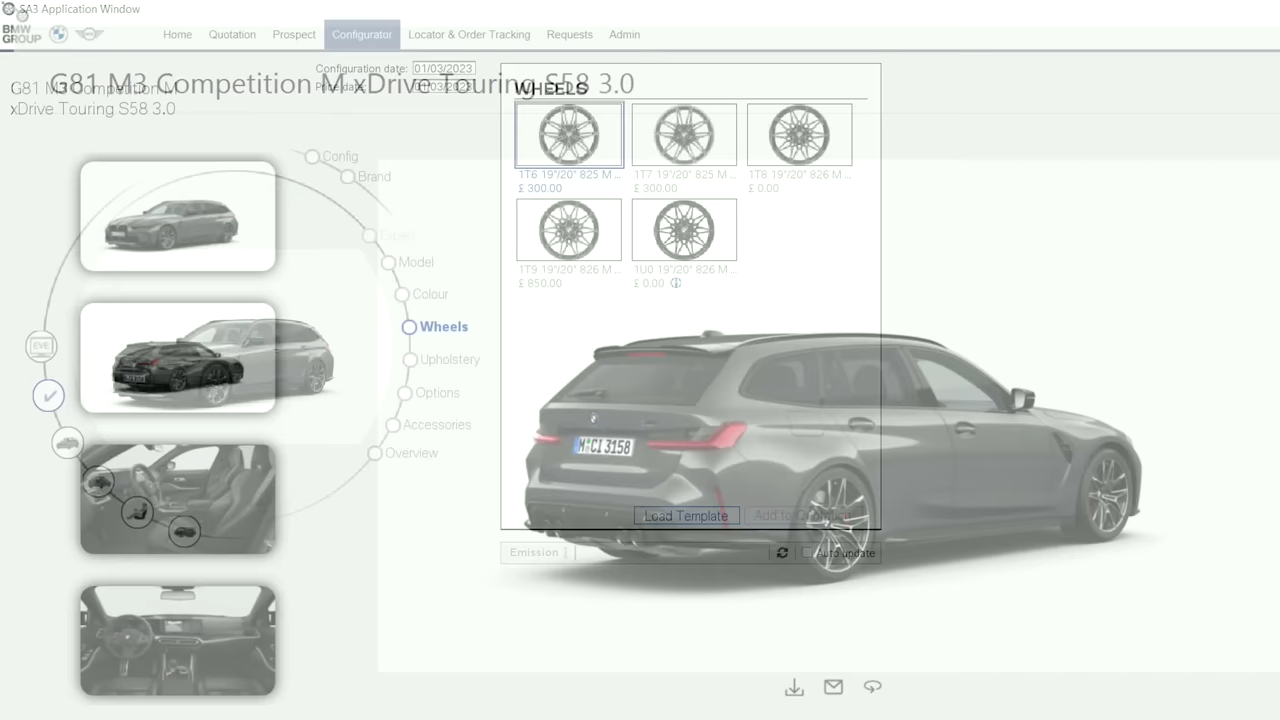 SA3 Application Window
BMW
GROUP
Home
Quotation
Prospect
Configurator
Locator & Order Tracking
Requests
Admin
Configuration date: 01/03/2023
Price date: 01/03/2023
G81 M3 Competition M xDrive Touring S58 3.0
G81 M3 Competition M
xDrive Touring S58 3.0
WHEELS
1T6 19"/20" 825 M ...
£ 300.00
1T7 19"/20" 825 M ...
£ 300.00
1T8 19"/20" 826 M ...
£ 0.00
1T9 19"/20" 826 M ...
£ 850.00
1U0 19"/20" 826 M ...
£ 0.00
Config
Brand
Expert
Model
Colour
Wheels
Upholstery
Options
Accessories
Overview
EVE
M CI 3158
Load Template
Emission
Auto update